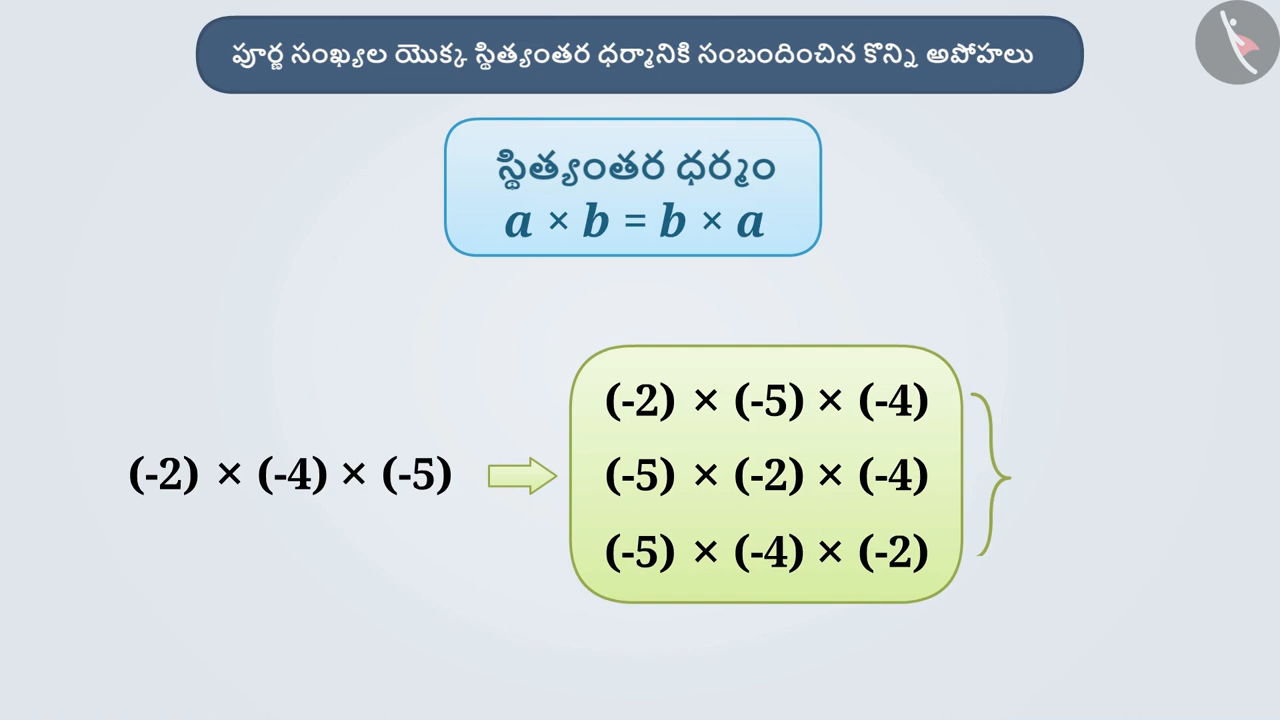 పూర్ణ సంఖ్యల యొక్క స్థిత్యంతర ధర్మానికి సంబందించిన కొన్ని అపోహలు
స్థిత్యంతర ధర్మం
a × b = b × a
(-2) × (-5) × (-4)
(-2) × (-4) × (-5)
(-5) × (-2) × (-4)
(-5) × (-4) × (-2)